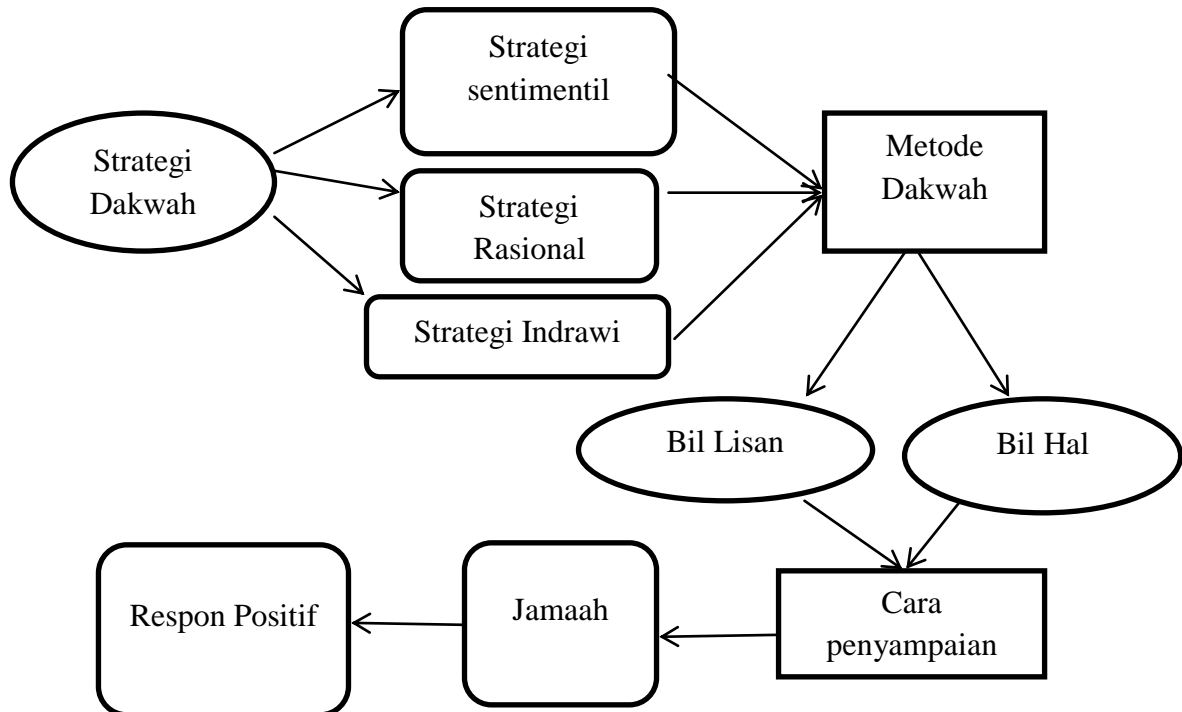 Strategi
Dakwah
Strategi
sentimentil
Strategi
Rasional
Strategi Indrawi
Metode
Dakwah
Bil Lisan
Bil Hal
Cara
penyampaian
Jamaah
Respon Positif